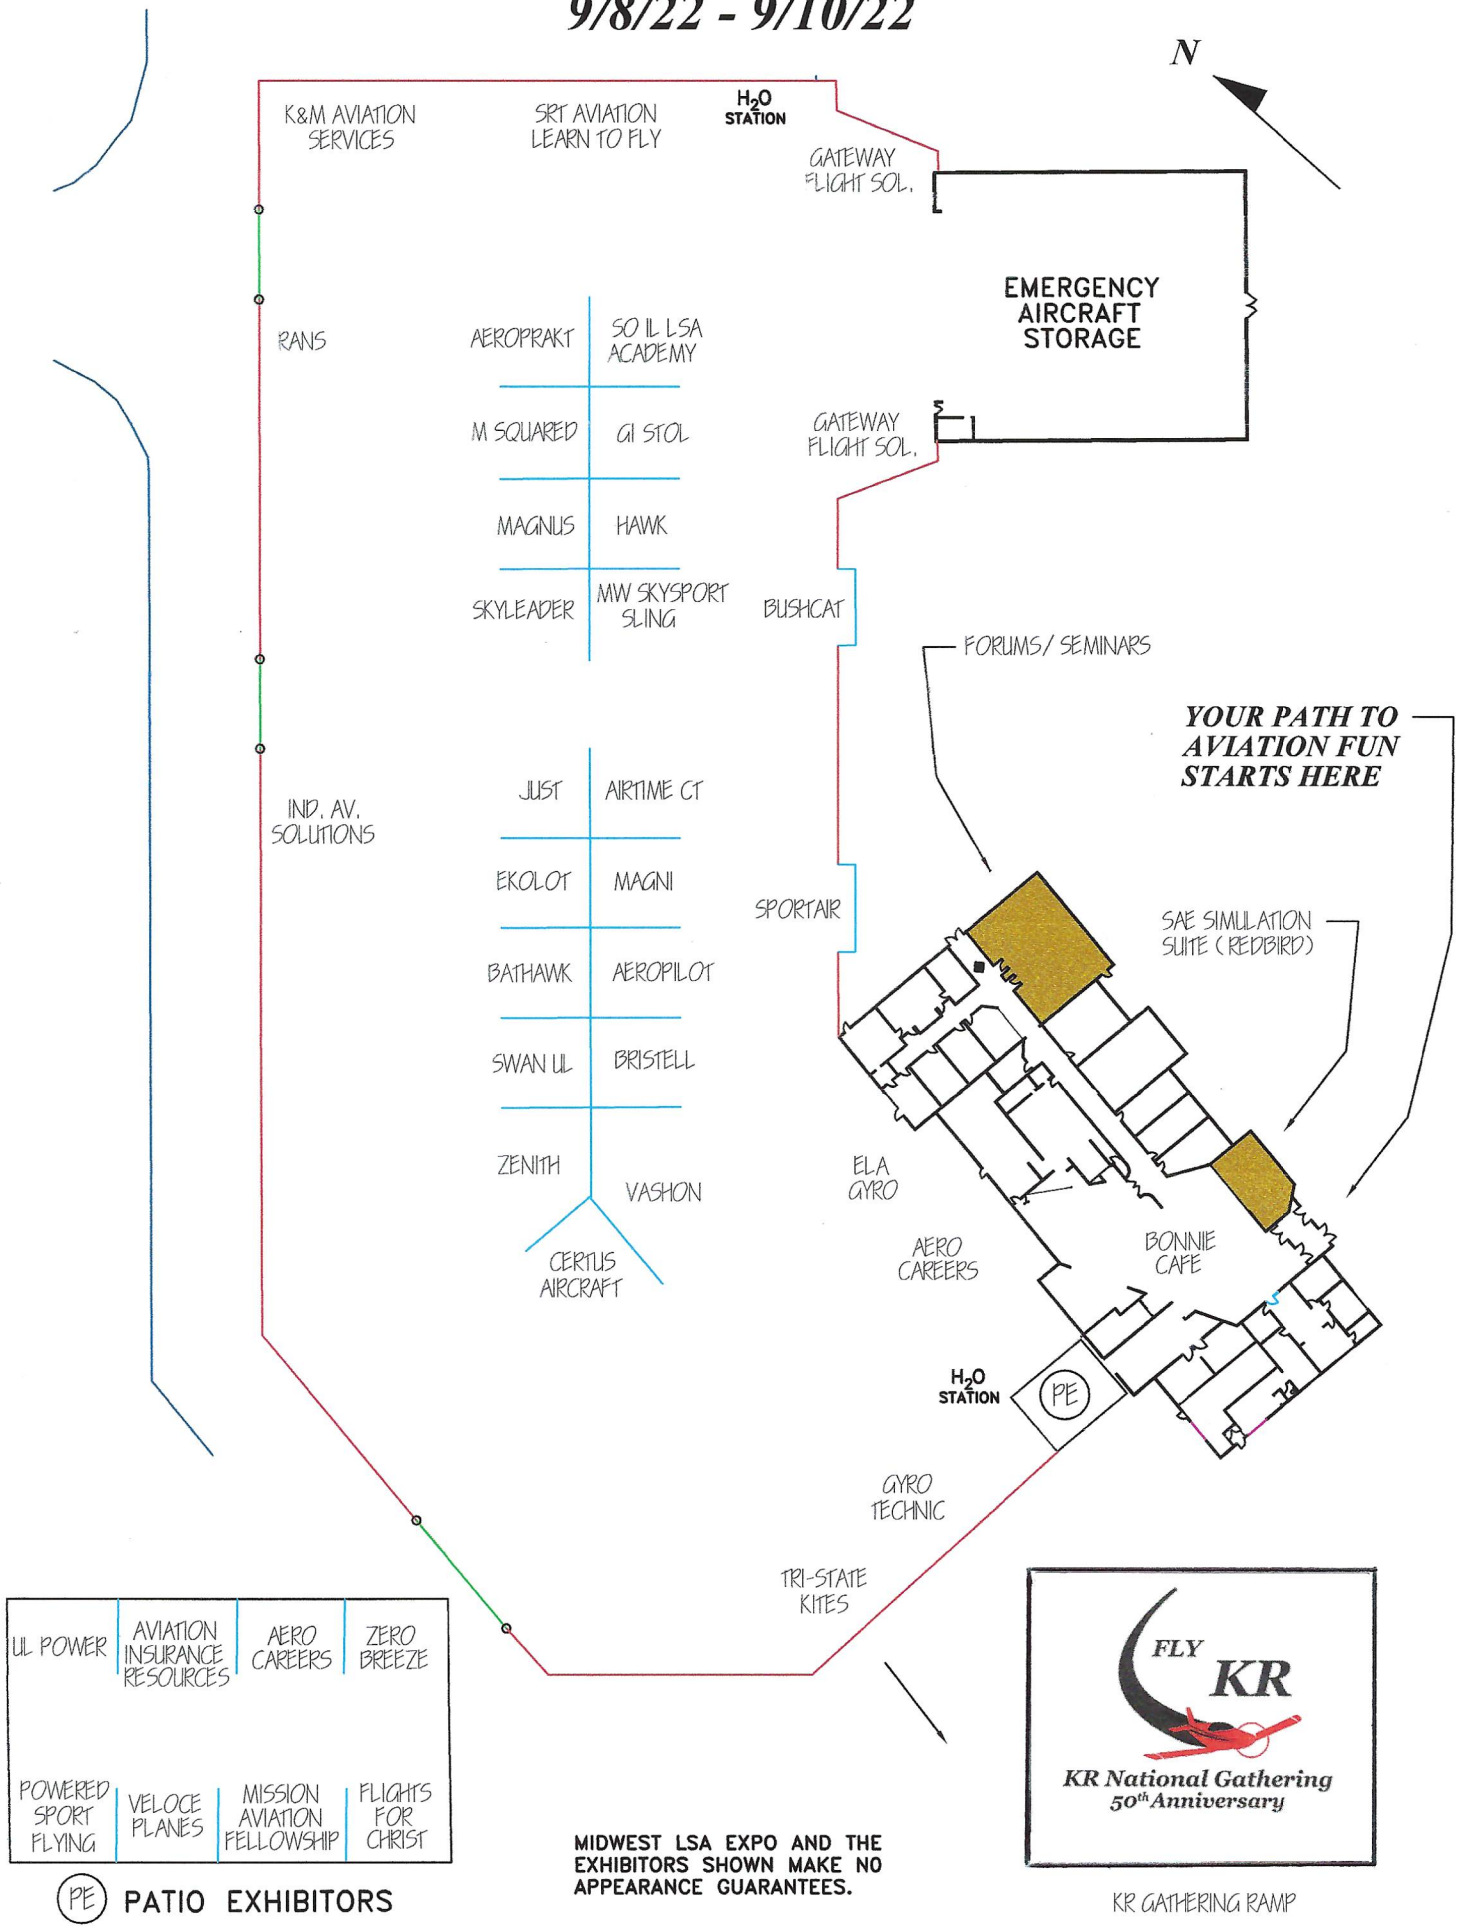 9/8/22 - 9/10/22
N
K&M AVIATION
SERVICES
SRT AVIATION
LEARN TO FLY
H2O
STATION
GATEWAY
FLIGHT SOL.
EMERGENCY
AIRCRAFT
STORAGE
RANS
AEROPRAKT
SO IL LSA
ACADEMY
M SQUARED
GI STOL
GATEWAY
FLIGHT SOL.
MAGNUS
HAWK
SKYLEADER
MW SKYSPORT
SLING
BUSHCAT
FORUMS/ SEMINARS
YOUR PATH TO
AVIATION FUN
STARTS HERE
JUST
AIRTIME CT
IND. AV.
SOLUTIONS
EKOLOT
MAGNI
SPORTAIR
SAE SIMULATION
SUITE (REDBIRD)
BATHAWK
AEROPILOT
SWAN UL
BRISTELL
ZENITH
VASHON
ELA
GYRO
CERTUS
AIRCRAFT
AERO
CAREERS
BONNIE
CAFE
H2O
STATION
PE
GYRO
TECHNIC
TRI-STATE
KITES
UL POWER
AVIATION
INSURANCE
RESOURCES
AERO
CAREERS
ZERO
BREEZE
POWERED
SPORT
FLYING
VELOCE
PLANES
MISSION
AVIATION
FELLOWSHIP
FLIGHTS
FOR
CHRIST
PE PATIO EXHIBITORS
MIDWEST LSA EXPO AND THE
EXHIBITORS SHOWN MAKE NO
APPEARANCE GUARANTEES.
FLY
KR
KR National Gathering
50th Anniversary
KR GATHERING RAMP